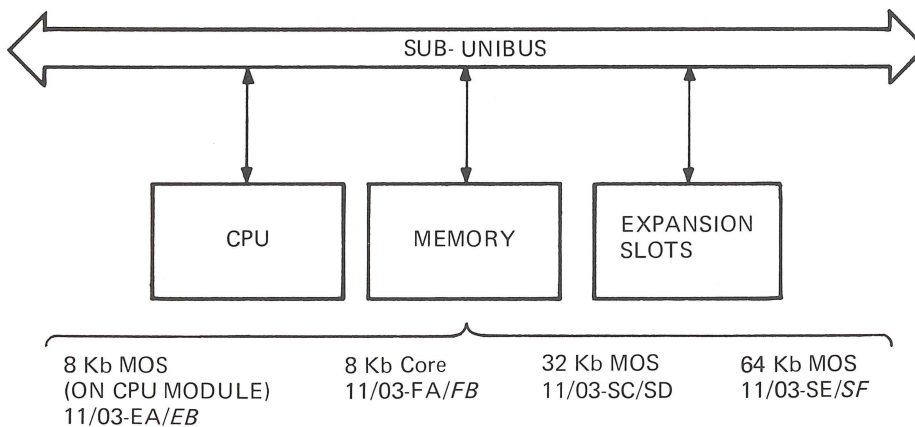 SUB- UNIBUS
CPU
MEMORY
EXPANSION
SLOTS
8 Kb MOS
(ON CPU MODULE)
11/03-EA/EB
8 Kb Core
11/03-FA/FB
32 Kb MOS
11/03-SC/SD
64 Kb MOS
11/03-SE/SF